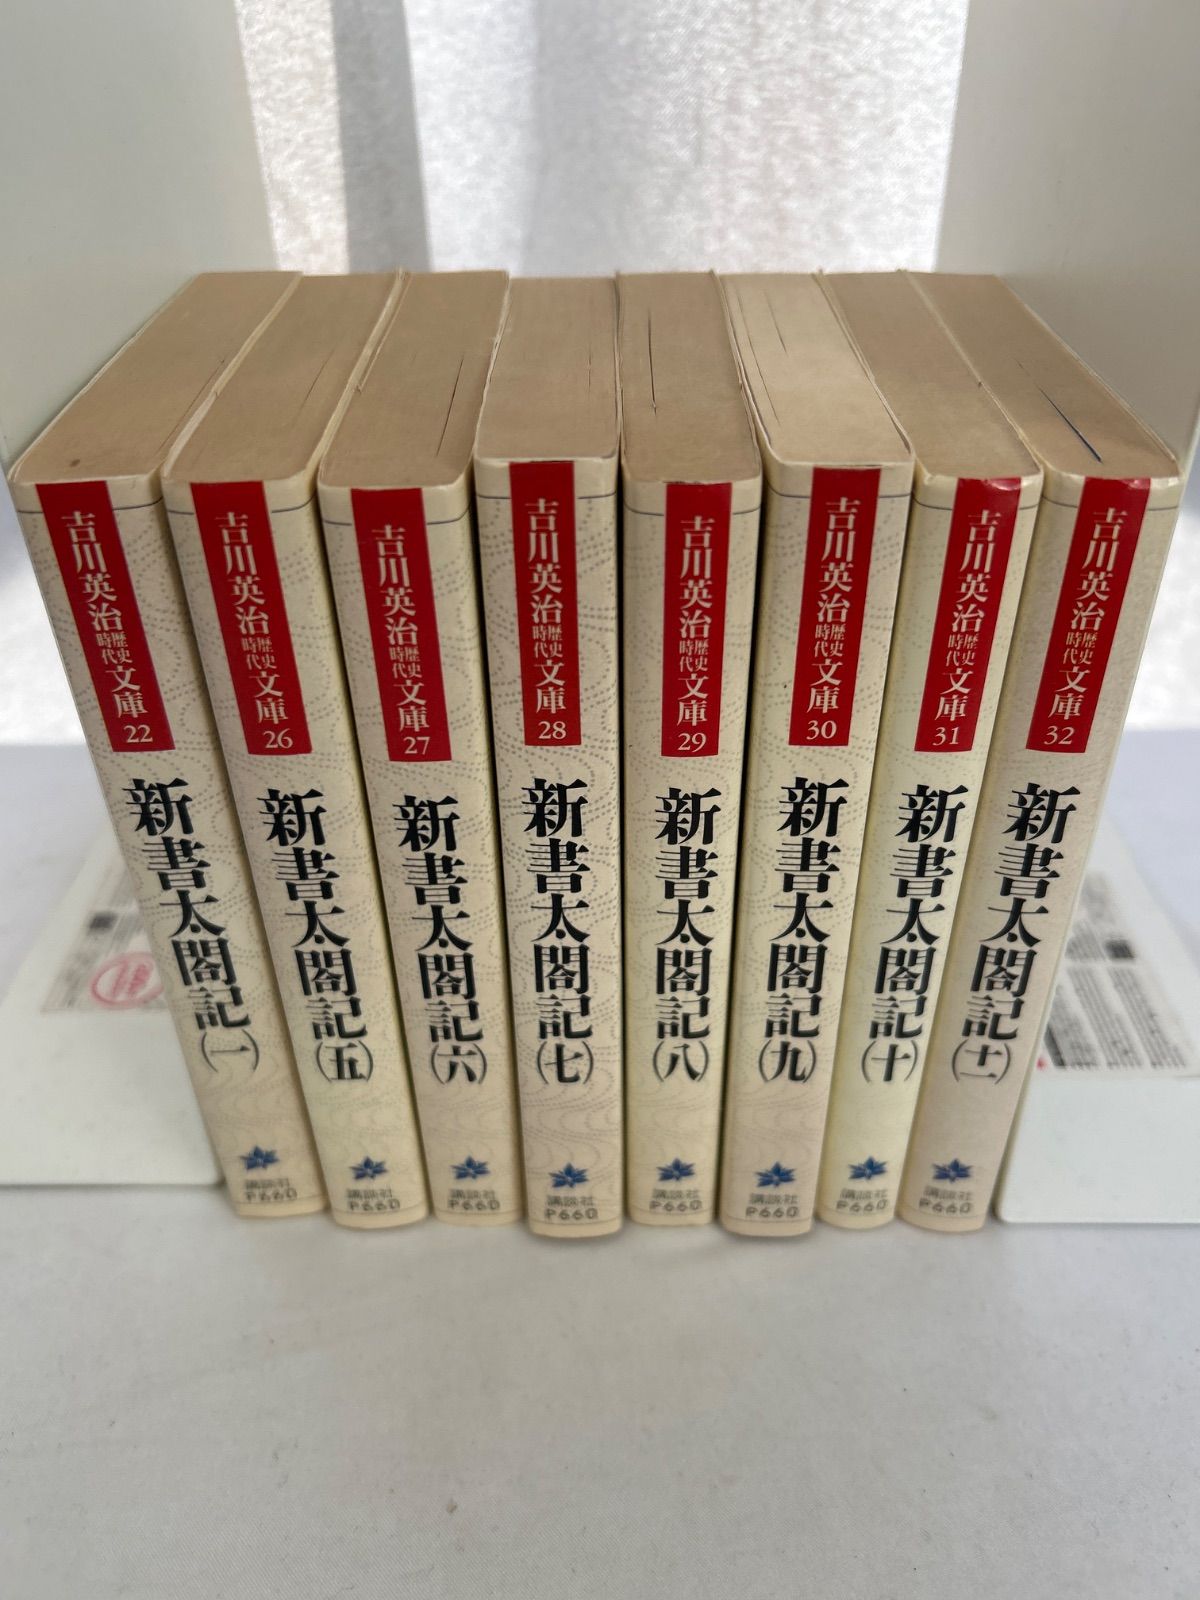 吉川英治歴史時代文庫 22
新書太閤記(一)
講談社
P660
吉川英治歴史時代文庫 26
新書太閤記(五)
講談社
P660
吉川英治歴史時代文庫 27
新書太閤記(六)
講談社
P660
吉川英治歴史時代文庫 28
新書太閤記(七)
講談社
P660
吉川英治歴史時代文庫 29
新書太閤記(八)
講談社
P660
吉川英治歴史時代文庫 30
新書太閤記(九)
講談社
P660
吉川英治歴史時代文庫 31
新書太閤記(十)
講談社
P660
吉川英治歴史時代文庫 32
新書太閤記(十一)
講談社
P660